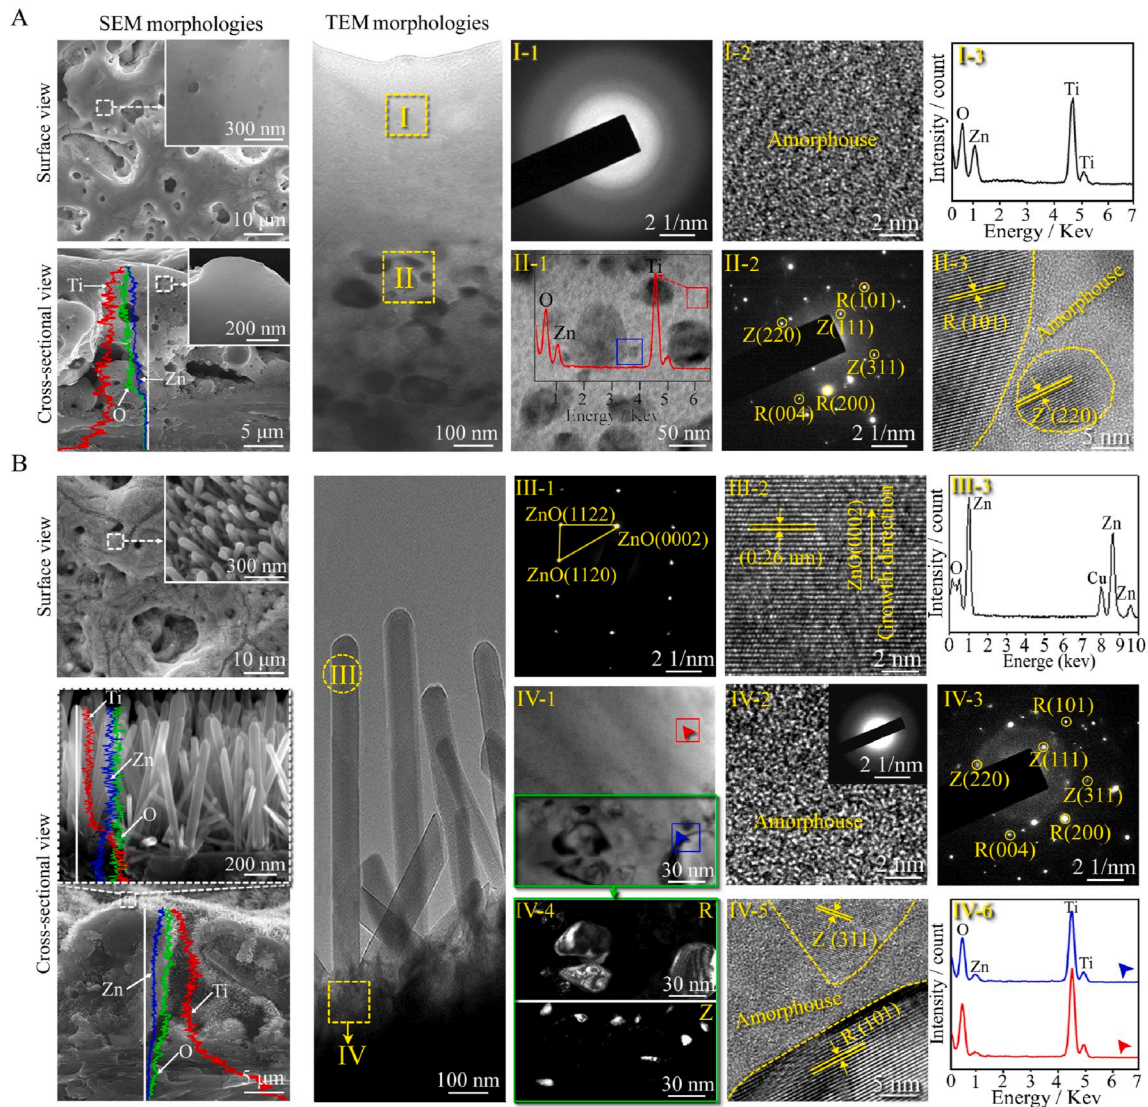 A
SEM morphologies
TEM morphologies
Surface view
300 nm
10 μm
I
II
I-1
2 1/nm
I-2
Amorphouse
2 nm
I-3
Intensity / count
O
Zn
Ti
Ti
0 1 2 3 4 5 6 7
Energy / Kev
Cross-sectional view
Ti
Zn
O
200 nm
5 μm
100 nm
II-1
O
Zn
Ti
0 1 2 3 4 5 6
Energy / Kev
50 nm
II-2
R(101)
Z(111)
Z(220)
Z(311)
R(200)
R(004)
2 1/nm
II-3
R (101)
Amorphouse
Z (220)
5 nm
B
Surface view
300 nm
10 μm
III
IV
100 nm
III-1
ZnO(1122)
ZnO(0002)
ZnO(1120)
2 1/nm
III-2
(0.26 nm)
ZnO(0002)
Growth direction
2 nm
III-3
Intensity / count
O
Zn
Cu
Zn
Zn
0 1 2 3 4 5 6 7 8 9 10
Energe (kev)
Cross-sectional view
Ti
Zn
O
200 nm
Zn
Ti
O
5 μm
IV-1
30 nm
IV-2
2 1/nm
Amorphouse
2 nm
IV-3
R(101)
Z(111)
Z(220)
Z(311)
R(200)
R(004)
2 1/nm
IV-4
R
30 nm
Z
30 nm
IV-5
Z (311)
Amorphouse
R (101)
5 nm
IV-6
Intensity / count
O
Zn
Ti
Ti
0 1 2 3 4 5 6 7
Energy / Kev